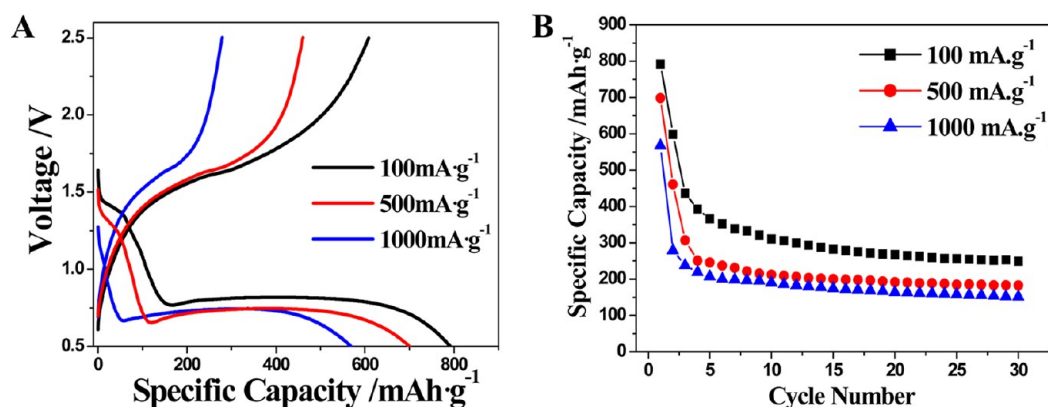 A
Voltage /V
2.5
2.0
1.5
1.0
0.5
100mA·g⁻¹
500mA·g⁻¹
1000mA·g⁻¹
0 200 400 600 800
Specific Capacity /mAh·g⁻¹
B
Specific Capacity /mAh·g⁻¹
900
800
700
600
500
400
300
200
100
0
100 mA.g⁻¹
500 mA.g⁻¹
1000 mA.g⁻¹
0 5 10 15 20 25 30
Cycle Number